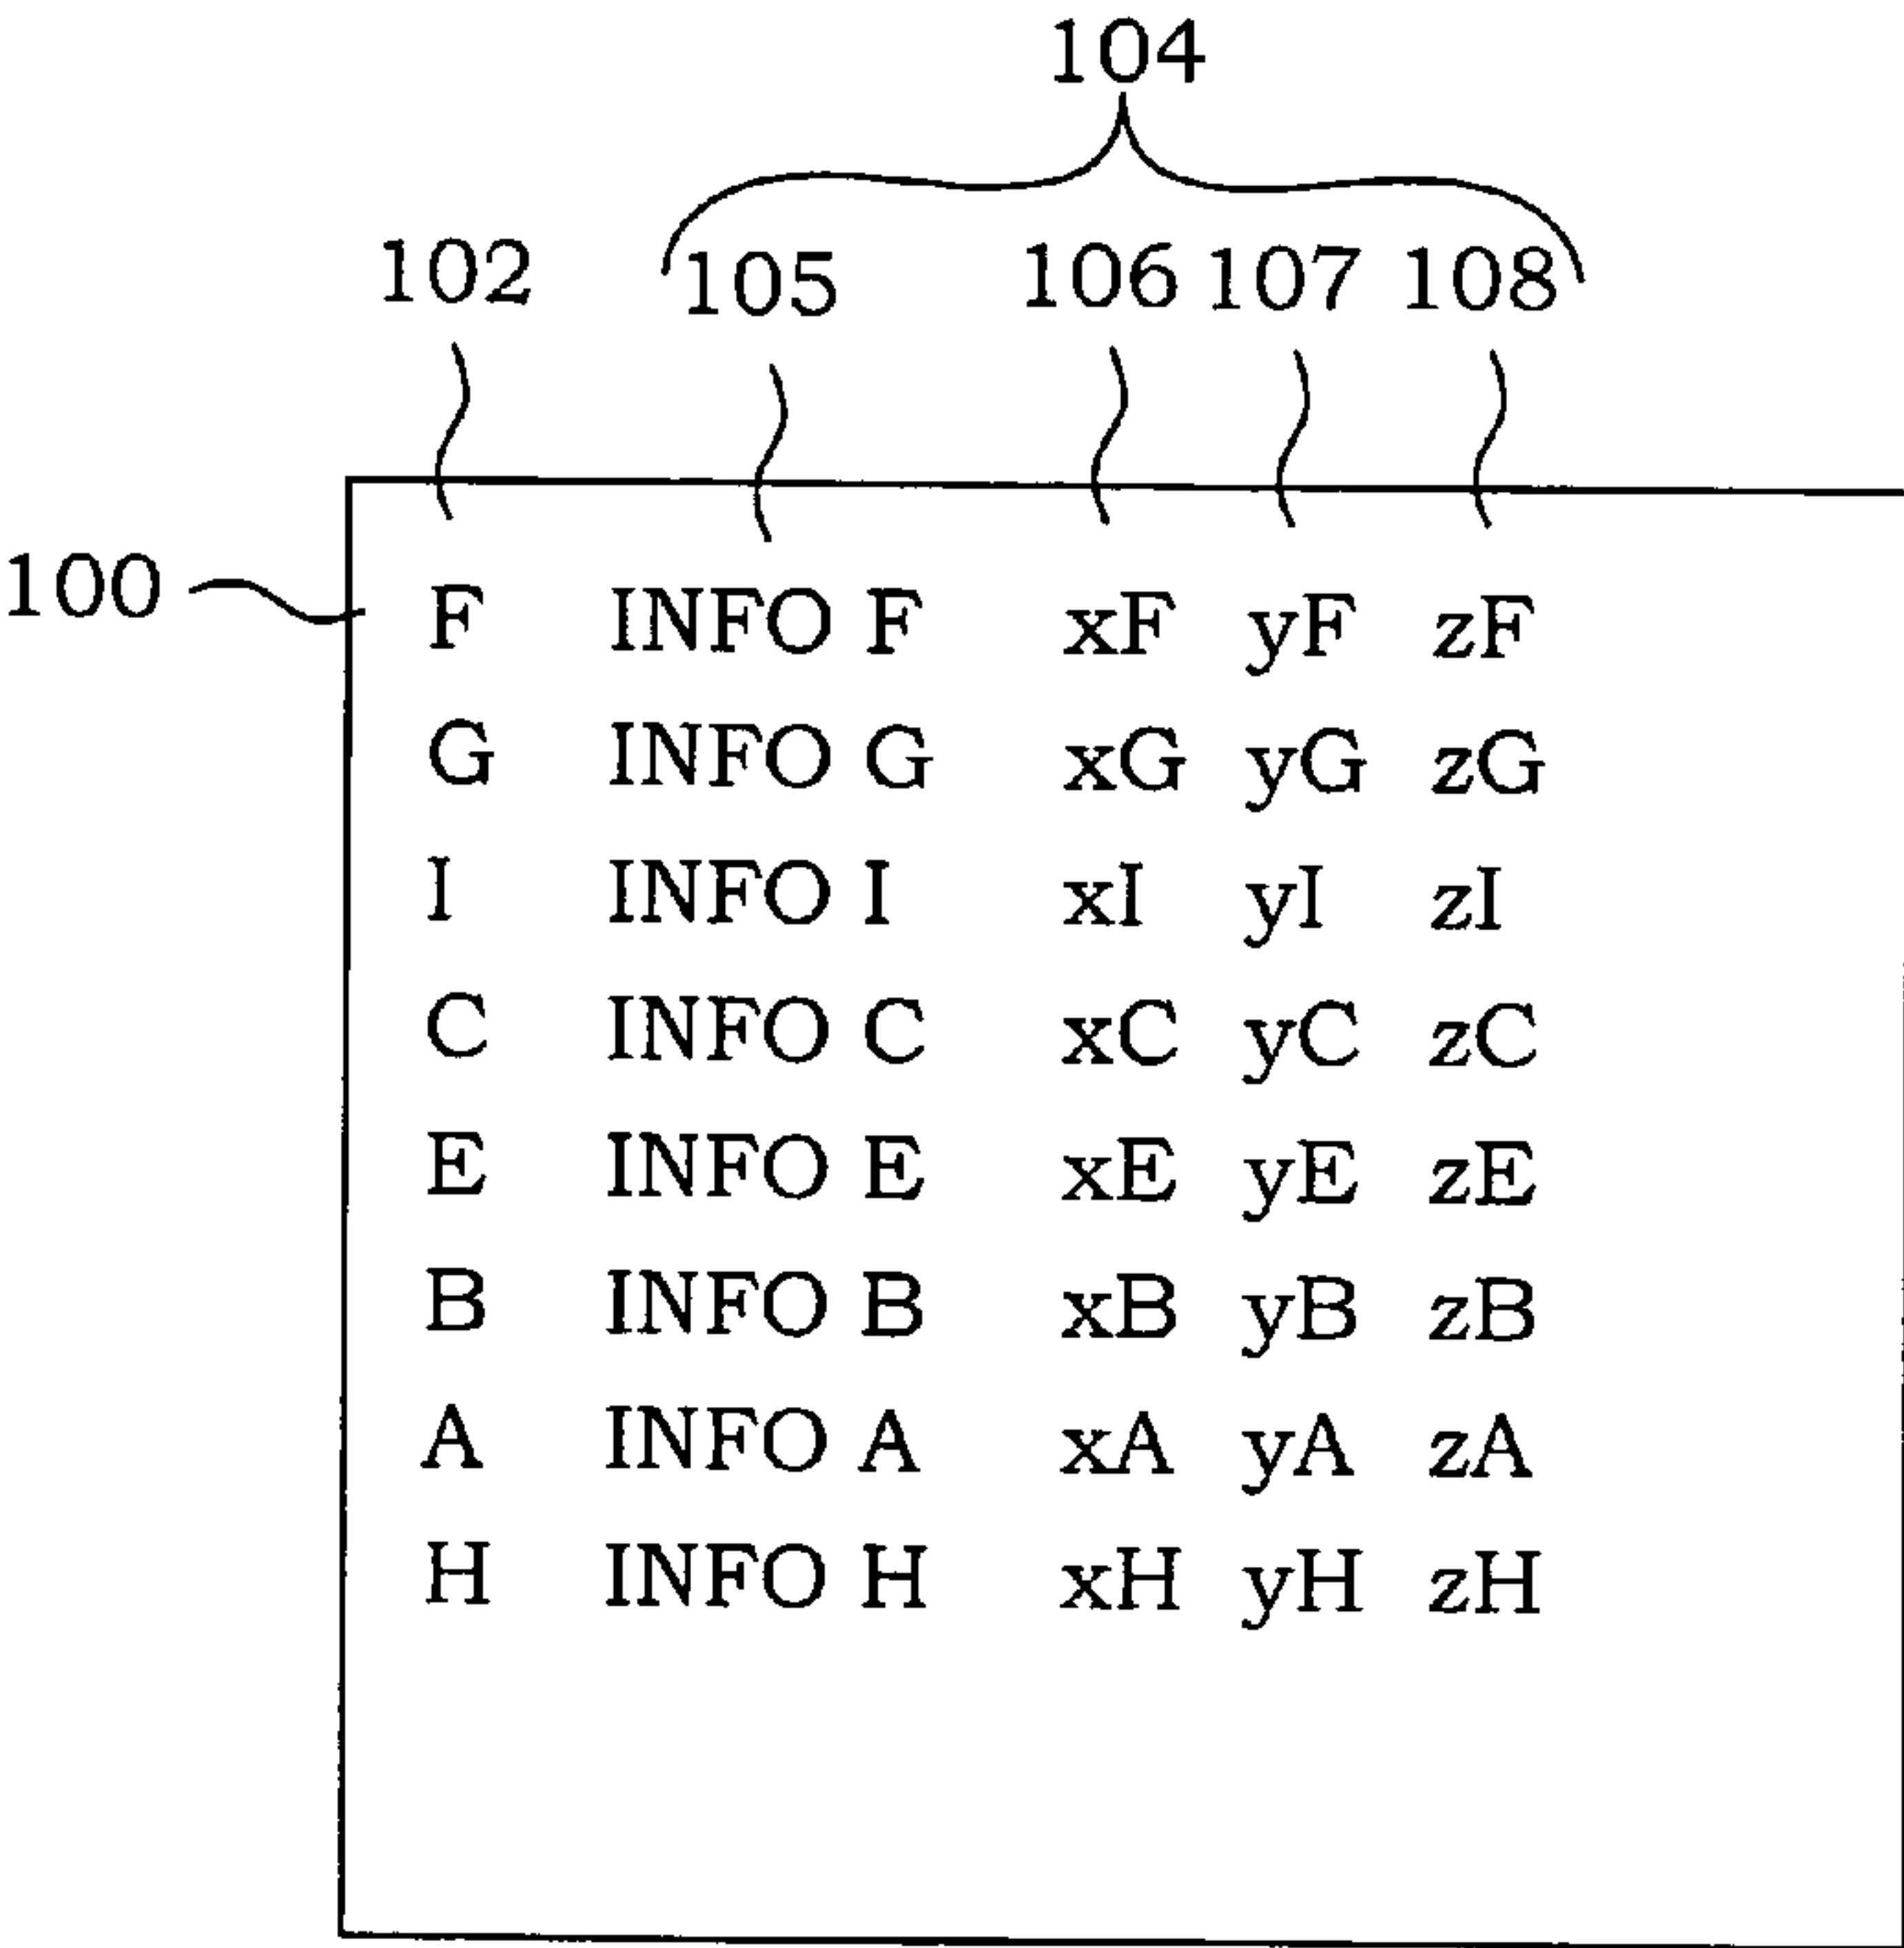 104
102 105 106 107 108
100
F INFO F xF yF zF
G INFO G xG yG zG
I INFO I xI yI zI
C INFO C xC yC zC
E INFO E xE yE zE
B INFO B xB yB zB
A INFO A xA yA zA
H INFO H xH yH zH